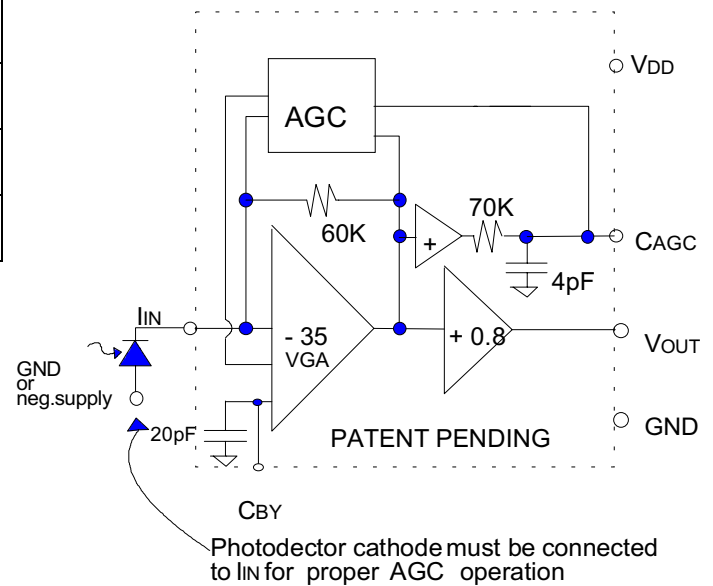 VDD
AGC
60K
70K
+
CAGC
4pF
IIN
- 35
VGA
+ 0.8
VOUT
GND
or
neg.supply
20pF
PATENT PENDING
GND
CBY
Photodector cathode must be connected
to IIN for proper AGC operation